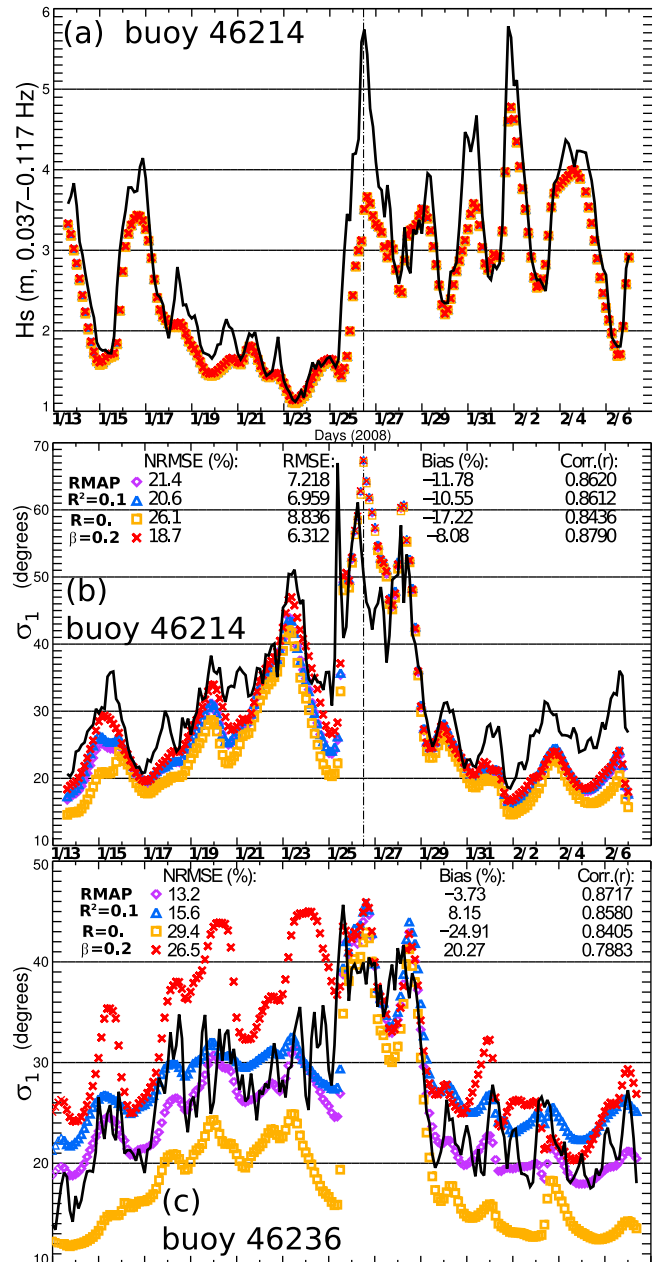 6
(a) buoy 46214
5
4
3
2
1
Hs (m, 0.037−0.117 Hz)
1/13 1/15 1/17 1/19 1/21 1/23 1/25 1/27 1/29 1/31 2/ 2 2/ 4 2/ 6
Days (2008)
70
NRMSE (%): RMSE: Bias (%): Corr.(r):
RMAP 21.4 7.218 −11.78 0.8620
R²=0.1 20.6 6.959 −10.55 0.8612
R=0. 26.1 8.836 −17.22 0.8436
β=0.2 18.7 6.312 −8.08 0.8790
60
50
40
30
20
10
σ1 (degrees)
(b)
buoy 46214
1/13 1/15 1/17 1/19 1/21 1/23 1/25 1/27 1/29 1/31 2/ 2 2/ 4 2/ 6
50
NRMSE (%): Bias (%): Corr.(r):
RMAP 13.2 −3.73 0.8717
R²=0.1 15.6 8.15 0.8580
R=0. 29.4 −24.91 0.8405
β=0.2 26.5 20.27 0.7883
40
30
20
10
σ1 (degrees)
(c)
buoy 46236